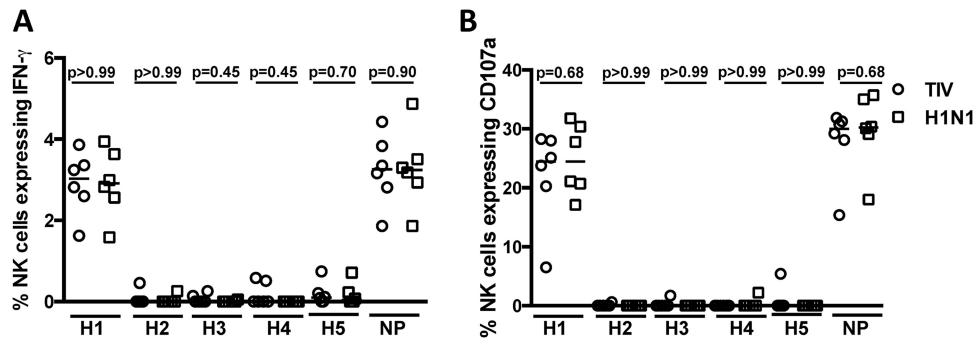 A
% NK cells expressing IFN-γ
6
4
2
0
p>0.99 p>0.99 p=0.45 p=0.45 p=0.70 p=0.90
H1 H2 H3 H4 H5 NP
B
% NK cells expressing CD107a
40
30
20
10
0
p=0.68 p>0.99 p>0.99 p>0.99 p>0.99 p=0.68
H1 H2 H3 H4 H5 NP
TIV
H1N1